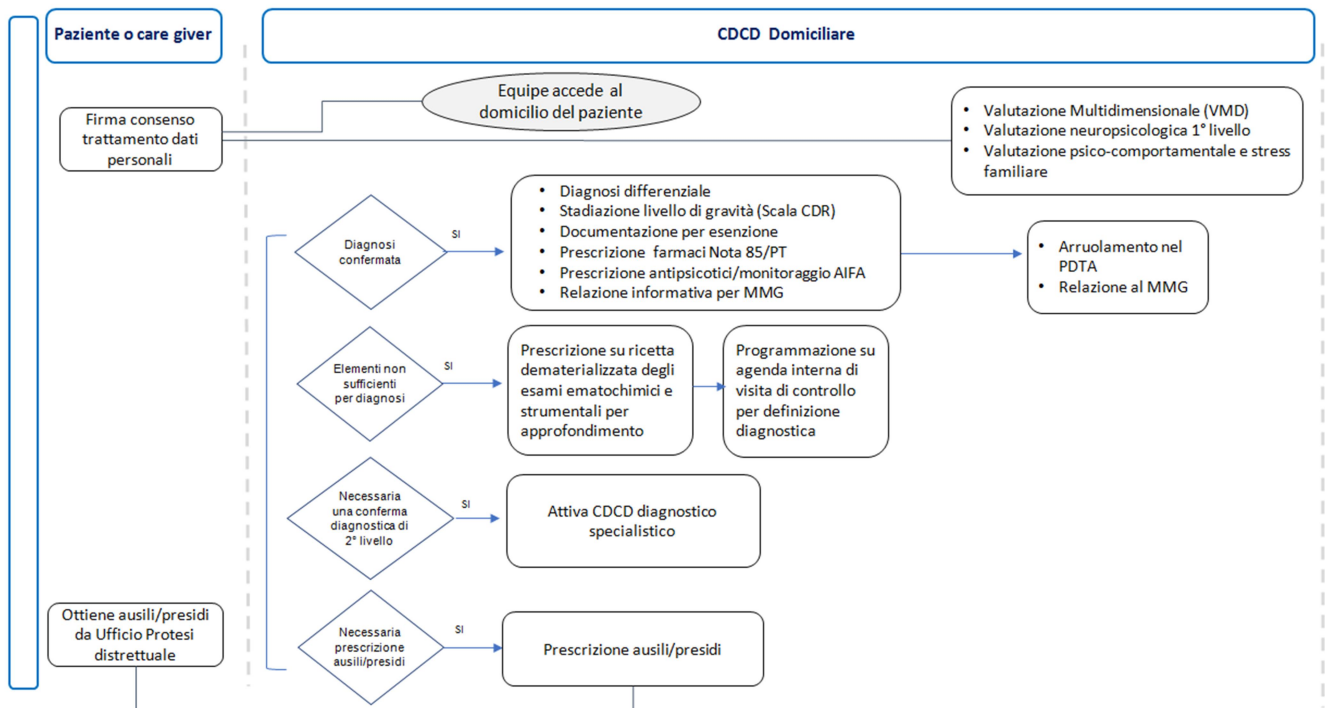 Paziente o care giver
CDCD Domiciliare
Equipe accede al
domicilio del paziente
Firma consenso
trattamento dati
personali
• Valutazione Multidimensionale (VMD)
• Valutazione neuropsicologica 1° livello
• Valutazione psico-comportamentale e stress
familiare
Diagnosi
confermata
SI
• Diagnosi differenziale
• Stadiazione livello di gravità (Scala CDR)
• Documentazione per esenzione
• Prescrizione farmaci Nota 85/PT
• Prescrizione antipsicotici/monitoraggio AIFA
• Relazione informativa per MMG
• Arruolamento nel
PDTA
• Relazione al MMG
Elementi non
sufficienti
per diagnosi
SI
Prescrizione su ricetta
dematerializzata degli
esami ematochimici e
strumentali per
approfondimento
Programmazione su
agenda interna di
visita di controllo
per definizione
diagnostica
Necessaria
una conferma
diagnostica di
2° livello
SI
Attiva CDCD diagnostico
specialistico
Ottiene ausili/presidi
da Ufficio Protesi
distrettuale
Necessaria
prescrizione
ausili/presidi
SI
Prescrizione ausili/presidi